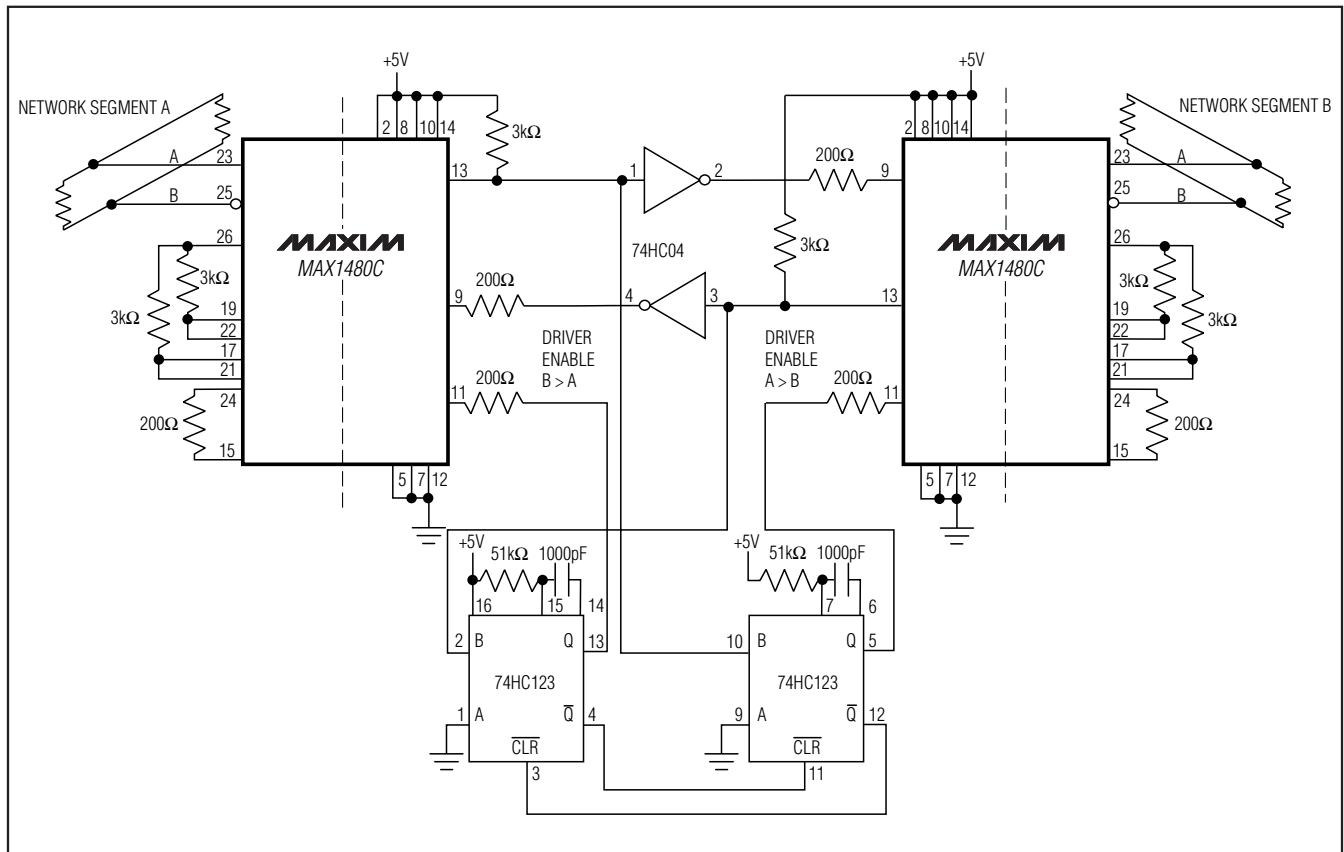 +5V
+5V
NETWORK SEGMENT A
NETWORK SEGMENT B
2 8 10 14
3kΩ
2 8 10 14
A 23
13
1
2
200Ω
9
23 A
B 25
25 B
26
MAXIM
MAX1480C
74HC04
3kΩ
MAXIM
MAX1480C
26
3kΩ
3kΩ
19
22
17
21
9
200Ω
4
3
13
19
22
17
21
3kΩ
3kΩ
DRIVER
ENABLE
B > A
DRIVER
ENABLE
A > B
24
200Ω
15
11
200Ω
200Ω
11
24
200Ω
15
5 7 12
5 7 12
+5V
51kΩ
1000pF
+5V
51kΩ
1000pF
16
15
14
7
6
2 B
Q 13
10 B
Q 5
74HC123
74HC123
1 A
Q̅ 4
9 A
Q̅ 12
C̅L̅R̅
C̅L̅R̅
3
11